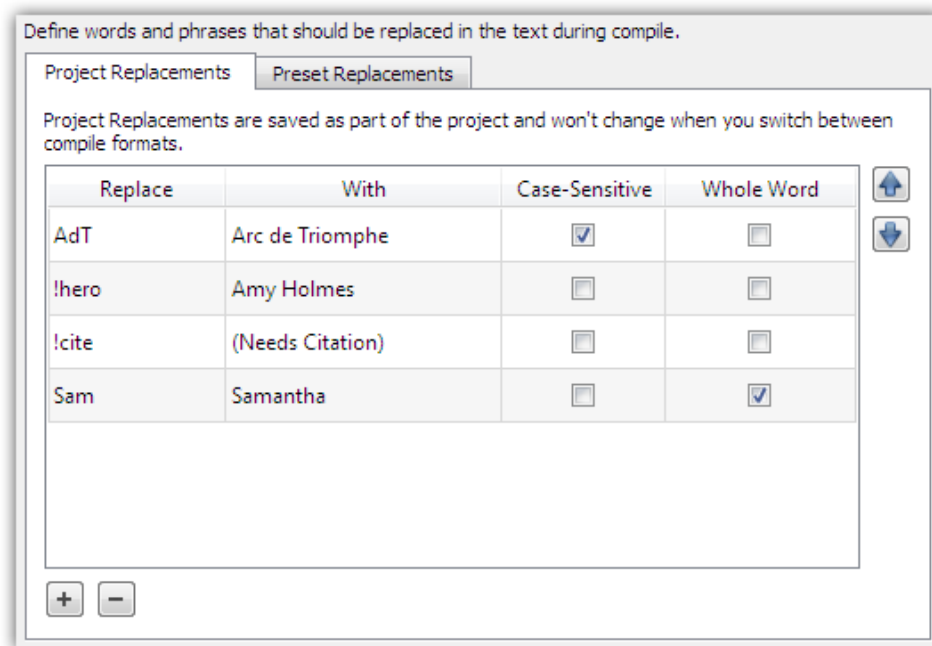 Define words and phrases that should be replaced in the text during compile.
Project Replacements Preset Replacements
Project Replacements are saved as part of the project and won't change when you switch between
compile formats.
Replace With Case-Sensitive Whole Word
AdT Arc de Triomphe
!hero Amy Holmes
!cite (Needs Citation)
Sam Samantha